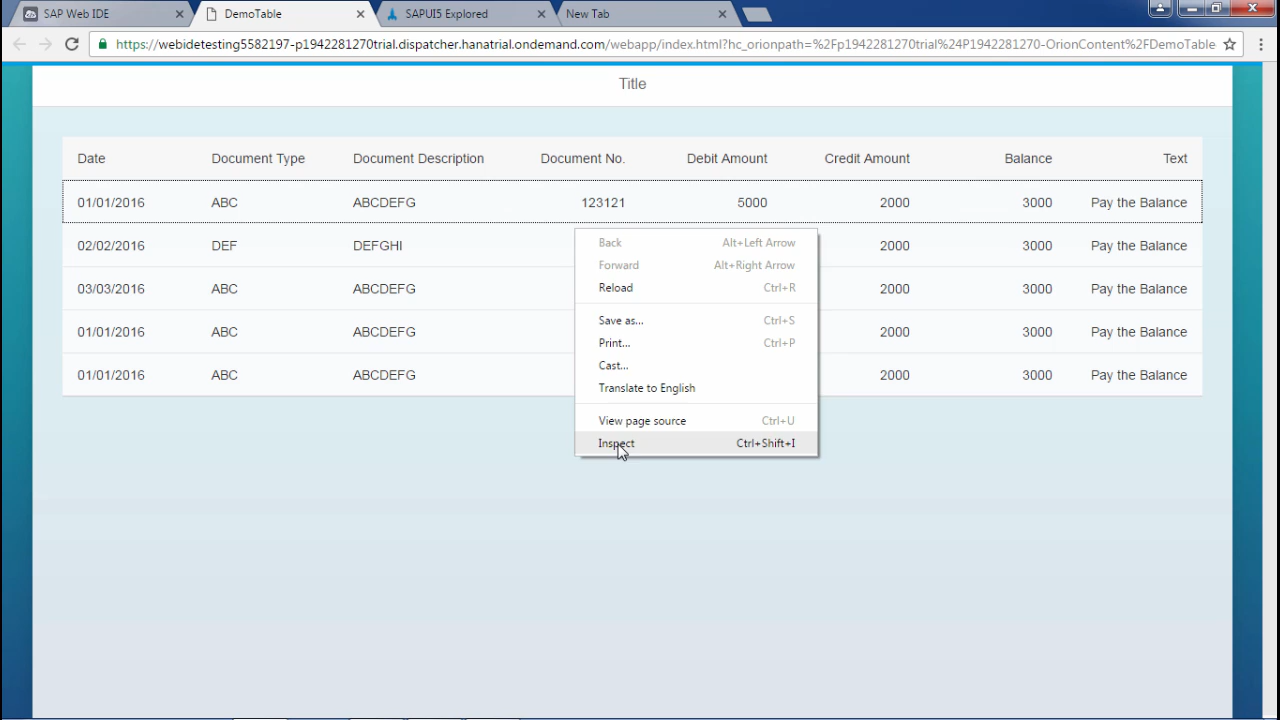 SAP Web IDE
DemoTable
SAPUI5 Explored
New Tab
https://webidetesting5582197-p1942281270trial.dispatcher.hanatrial.ondemand.com/webapp/index.html?hc_orionpath=%2Fp1942281270trial%24P1942281270-OrionContent%2FDemoTable
Title
Date Document Type Document Description Document No. Debit Amount Credit Amount Balance Text
01/01/2016 ABC ABCDEFG 123121 5000 2000 3000 Pay the Balance
02/02/2016 DEF DEFGHI 2000 3000 Pay the Balance
03/03/2016 ABC ABCDEFG 2000 3000 Pay the Balance
01/01/2016 ABC ABCDEFG 2000 3000 Pay the Balance
01/01/2016 ABC ABCDEFG 2000 3000 Pay the Balance
Back Alt+Left Arrow
Forward Alt+Right Arrow
Reload Ctrl+R
Save as... Ctrl+S
Print... Ctrl+P
Cast...
Translate to English
View page source Ctrl+U
Inspect Ctrl+Shift+I